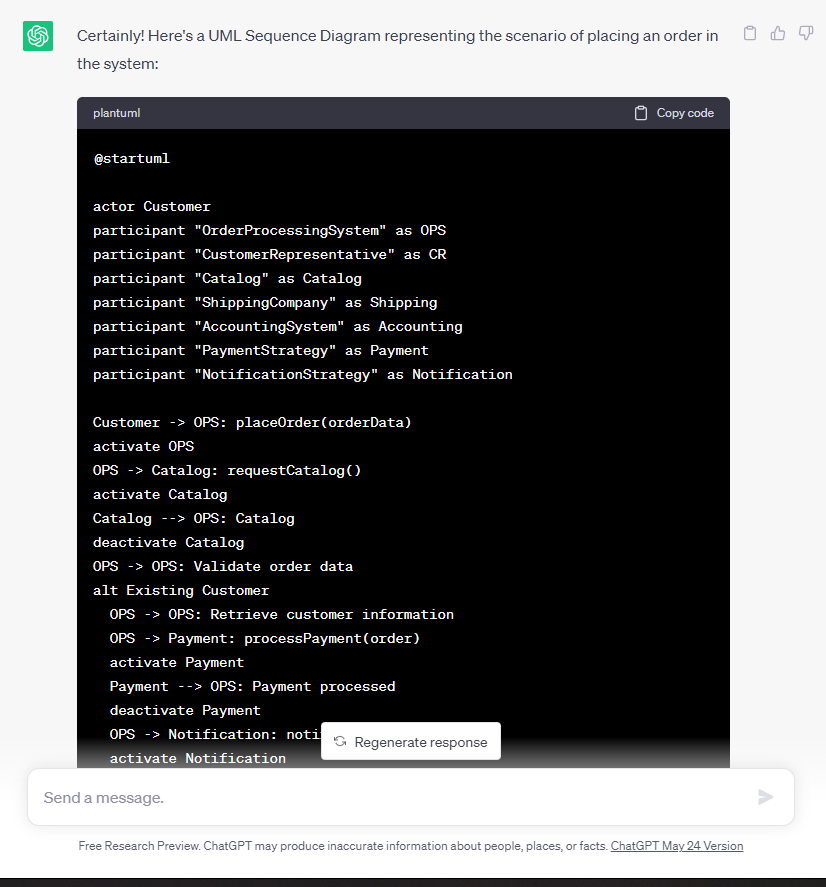 Certainly! Here's a UML Sequence Diagram representing the scenario of placing an order in
the system:
plantuml
Copy code
@startuml
actor Customer
participant "OrderProcessingSystem" as OPS
participant "CustomerRepresentative" as CR
participant "Catalog" as Catalog
participant "ShippingCompany" as Shipping
participant "AccountingSystem" as Accounting
participant "PaymentStrategy" as Payment
participant "NotificationStrategy" as Notification
Customer -> OPS: placeOrder(orderData)
activate OPS
OPS -> Catalog: requestCatalog()
activate Catalog
Catalog --> OPS: Catalog
deactivate Catalog
OPS -> OPS: Validate order data
alt Existing Customer
  OPS -> OPS: Retrieve customer information
  OPS -> Payment: processPayment(order)
  activate Payment
  Payment --> OPS: Payment processed
  deactivate Payment
  OPS -> Notification: noti
Regenerate response
  activate Notification
Send a message.
Free Research Preview. ChatGPT may produce inaccurate information about people, places, or facts. ChatGPT May 24 Version